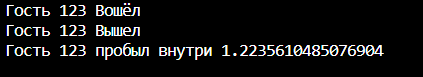 Гость 123 Вошёл
Гость 123 Вышел
Гость 123 пробыл внутри 1.2235610485076904